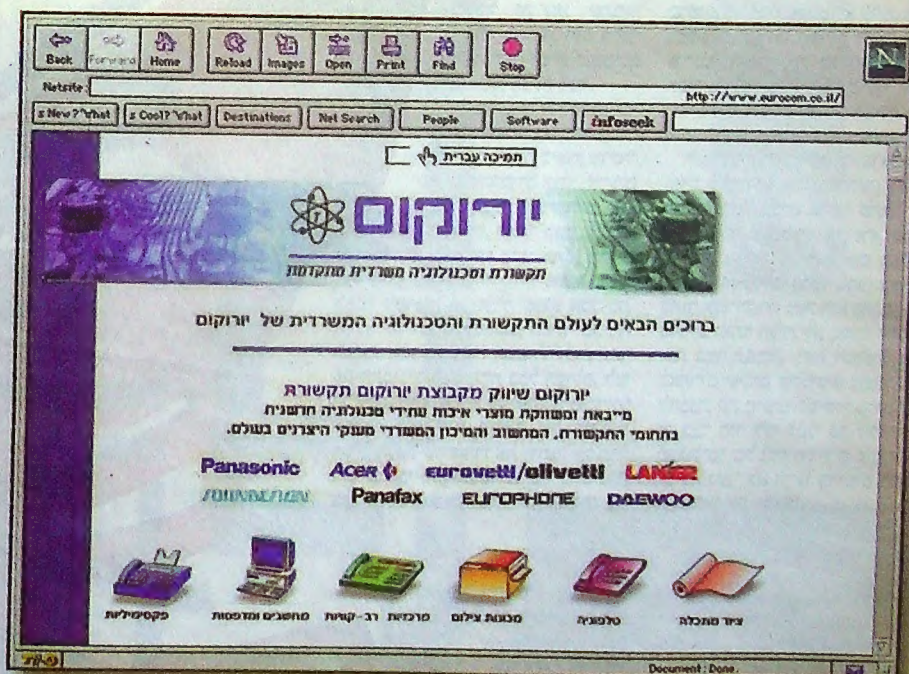 Back Forward Home Reload Images Open Print Find Stop
Netsite: http://www.eurocom.co.il/
s New? What s Cool? What Destinations Net Search People Software infoseek
תמיכה עברית
יורוקום
תקשורת וטכנולוגיה משרדית מתקדמת
ברוכים הבאים לעולם התקשורת והטכנולוגיה המשרדית של יורוקום
יורוקום שיווק מקבוצת יורוקום תקשורת
מייבאת ומשווקת מוצרי איכות עתירי טכנולוגיה חדשנית
בתחומי התקשורת, המחשוב והמיכון המשרדי מענקי היצרנים בעולם.
Panasonic ACER eurovetti/olivetti LANIER
Panafax EUROPHONE DAEWOO
פקסימיליות מחשבים ומדפסות מרכזיות רב-קוויות מכונות צילום טלפוניה ציוד מתכלה
Document: Done.